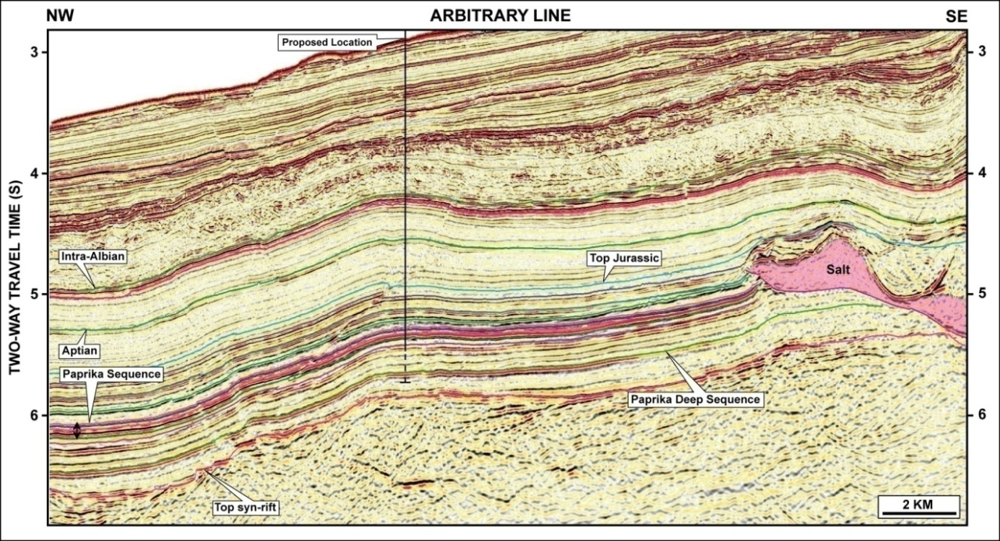 NW
ARBITRARY LINE
SE
Proposed Location
3
3
4
4
Intra-Albian
Top Jurassic
Salt
5
5
Aptian
Paprika Sequence
Paprika Deep Sequence
6
6
Top syn-rift
2 KM
TWO-WAY TRAVEL TIME (S)